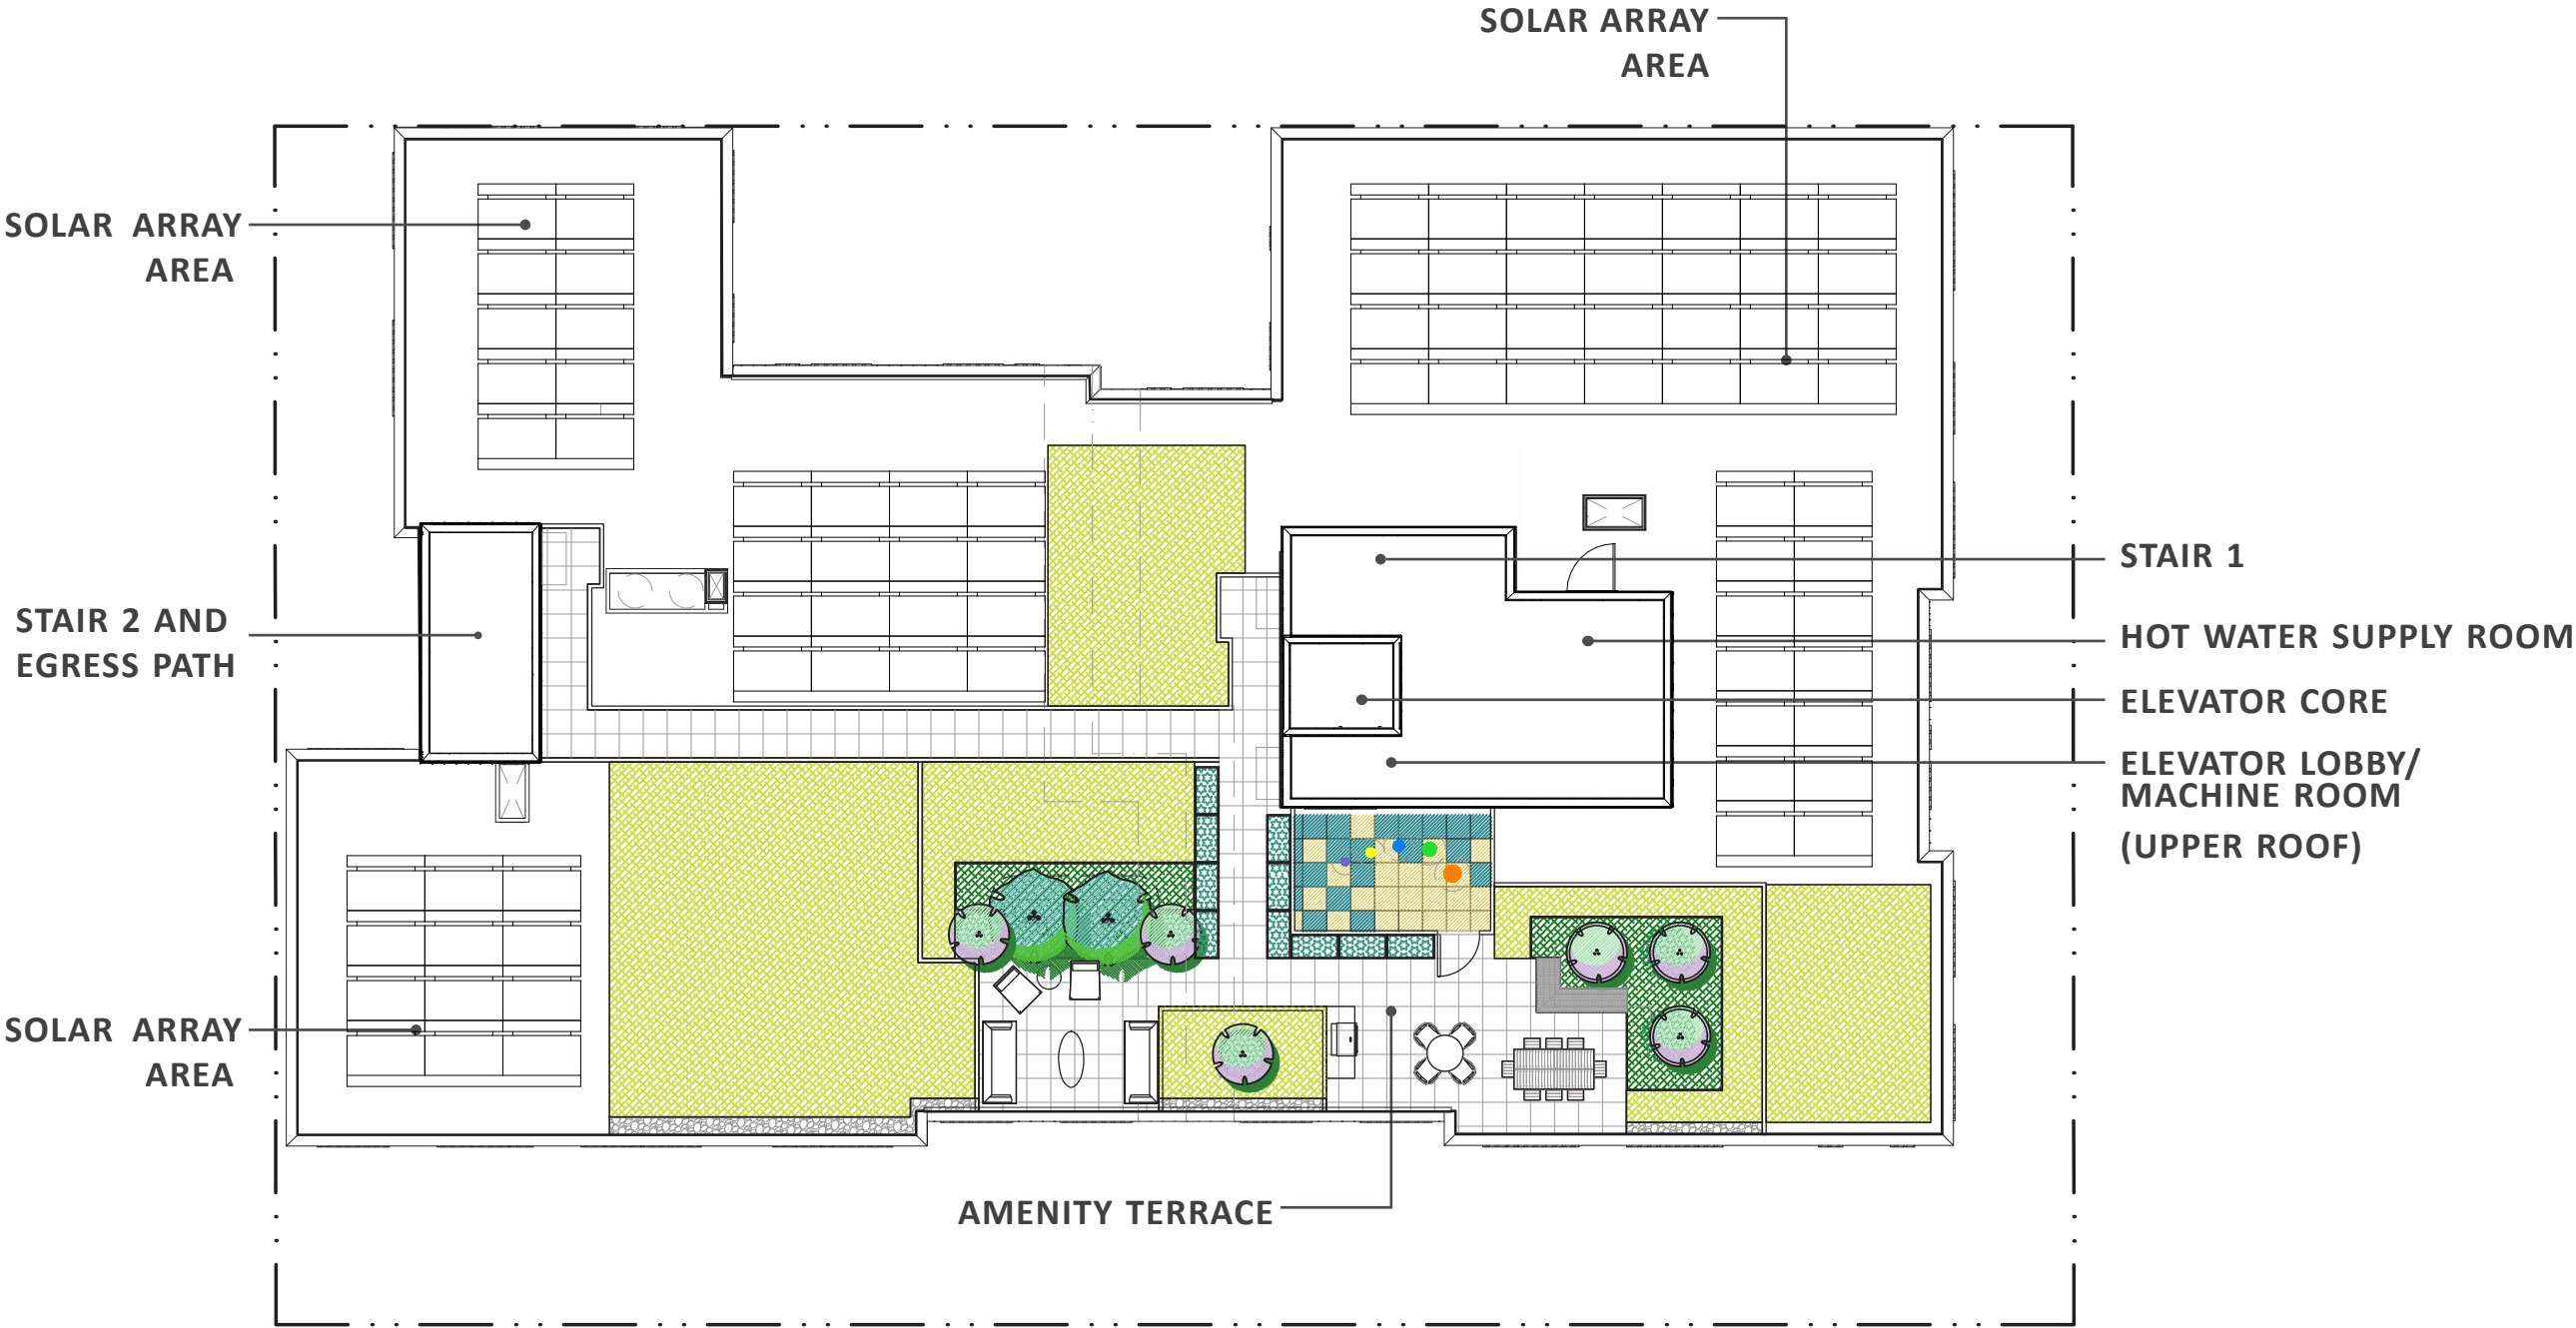 SOLAR ARRAY
AREA
SOLAR ARRAY
AREA
STAIR 1
STAIR 2 AND
EGRESS PATH
HOT WATER SUPPLY ROOM
ELEVATOR CORE
ELEVATOR LOBBY/
MACHINE ROOM
(UPPER ROOF)
SOLAR ARRAY
AREA
AMENITY TERRACE